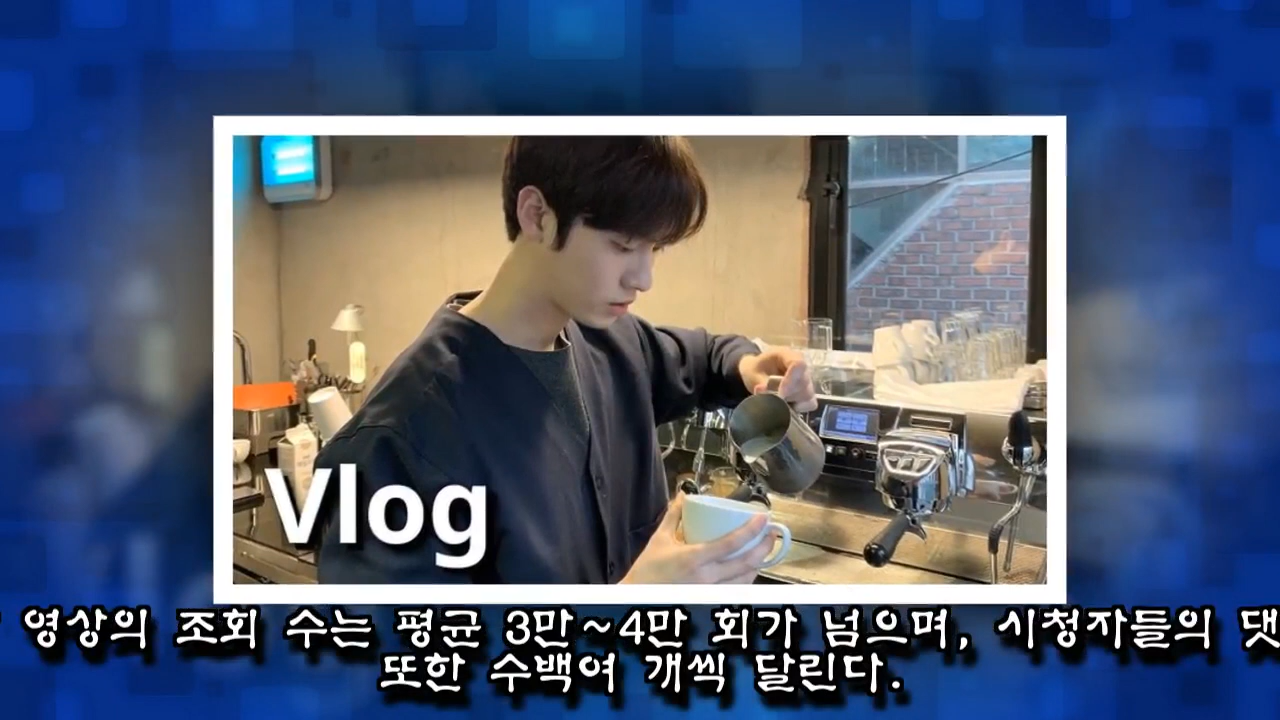 Vlog
영상의 조회 수는 평균 3만~4만 회가 넘으며, 시청자들의 댓
또한 수백여 개씩 달린다.